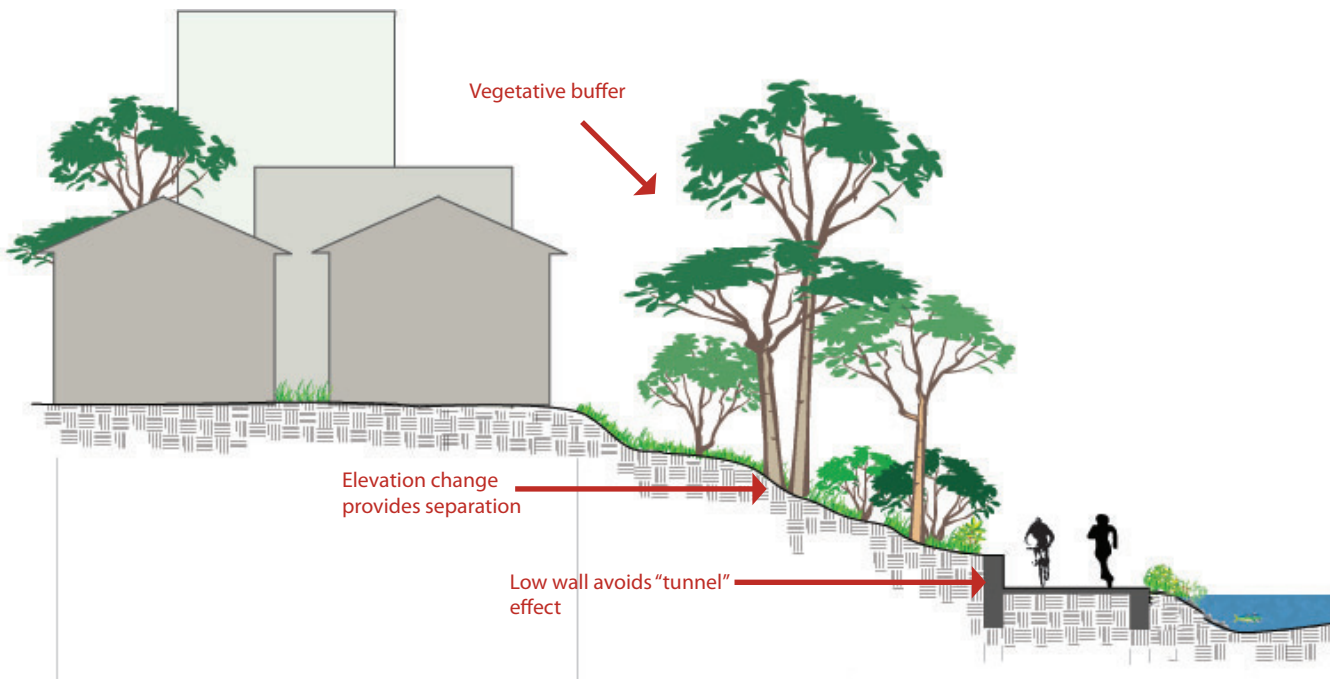 Vegetative buffer
Elevation change
provides separation
Low wall avoids “tunnel”
effect